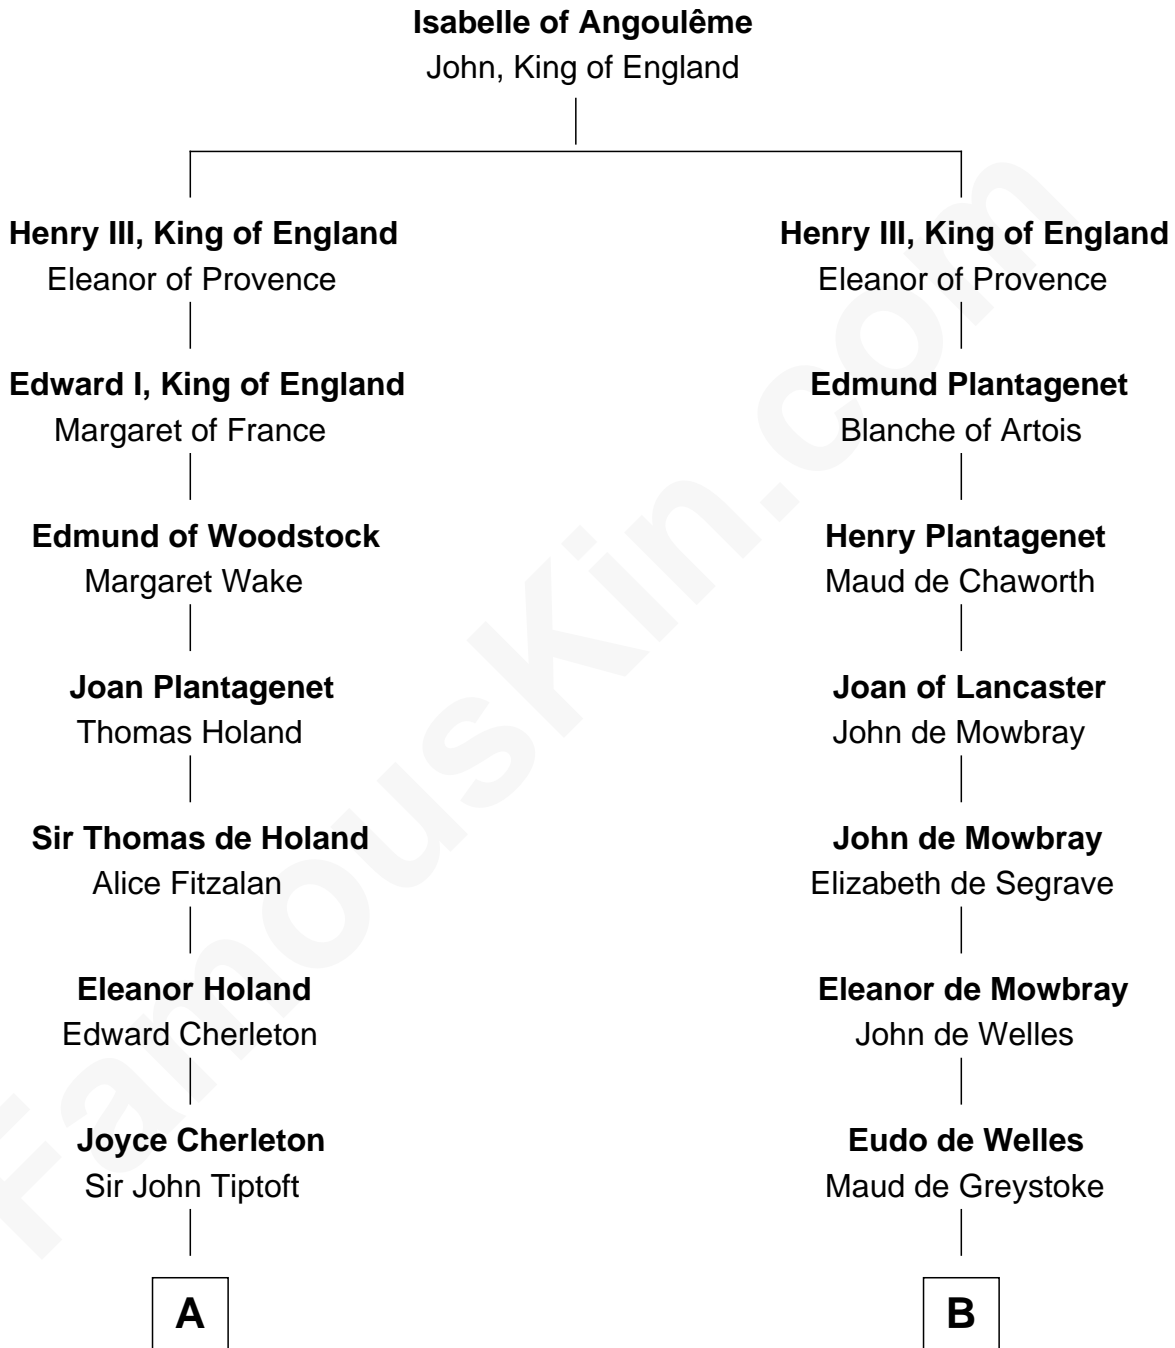 Isabelle of Angoulême
John, King of England
Henry III, King of England
Eleanor of Provence
Edward I, King of England
Margaret of France
Edmund of Woodstock
Margaret Wake
Joan Plantagenet
Thomas Holand
Sir Thomas de Holand
Alice Fitzalan
Eleanor Holand
Edward Cherleton
Joyce Cherleton
Sir John Tiptoft
A
Henry III, King of England
Eleanor of Provence
Edmund Plantagenet
Blanche of Artois
Henry Plantagenet
Maud de Chaworth
Joan of Lancaster
John de Mowbray
John de Mowbray
Elizabeth de Segrave
Eleanor de Mowbray
John de Welles
Eudo de Welles
Maud de Greystoke
B
FamousKin.com